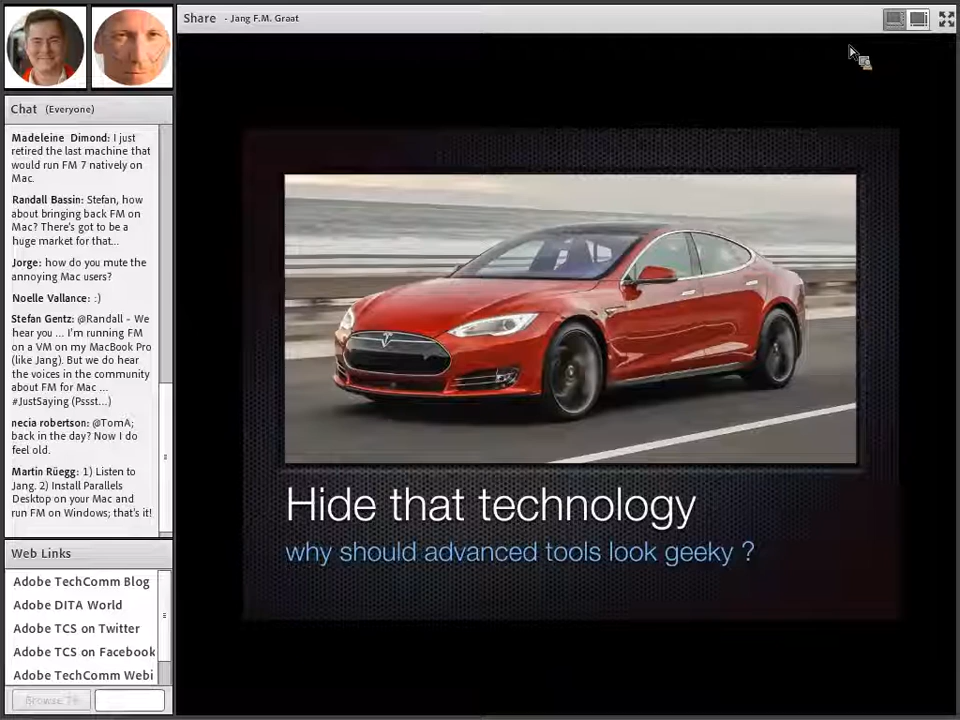 Share - Jang F.M. Graat
Chat (Everyone)
Madeleine Dimond: I just
retired the last machine that
would run FM 7 natively on
Mac.
Randall Bassin: Stefan, how
about bringing back FM on
Mac? There's got to be a
huge market for that...
Jorge: how do you mute the
annoying Mac users?
Noelle Vallance: :)
Stefan Gentz: @Randall - We
hear you ... I'm running FM
on a VM on my MacBook Pro
(like Jang). But we do hear
the voices in the community
about FM for Mac ...
#JustSaying (Pssst...)
necia robertson: @TomA;
back in the day? Now I do
feel old.
Martin Rüegg: 1) Listen to
Jang. 2) Install Parallels
Desktop on your Mac and
run FM on Windows; that's it!
Web Links
Adobe TechComm Blog
Adobe DITA World
Adobe TCS on Twitter
Adobe TCS on Facebook
Adobe TechComm Webi
Hide that technology
why should advanced tools look geeky ?